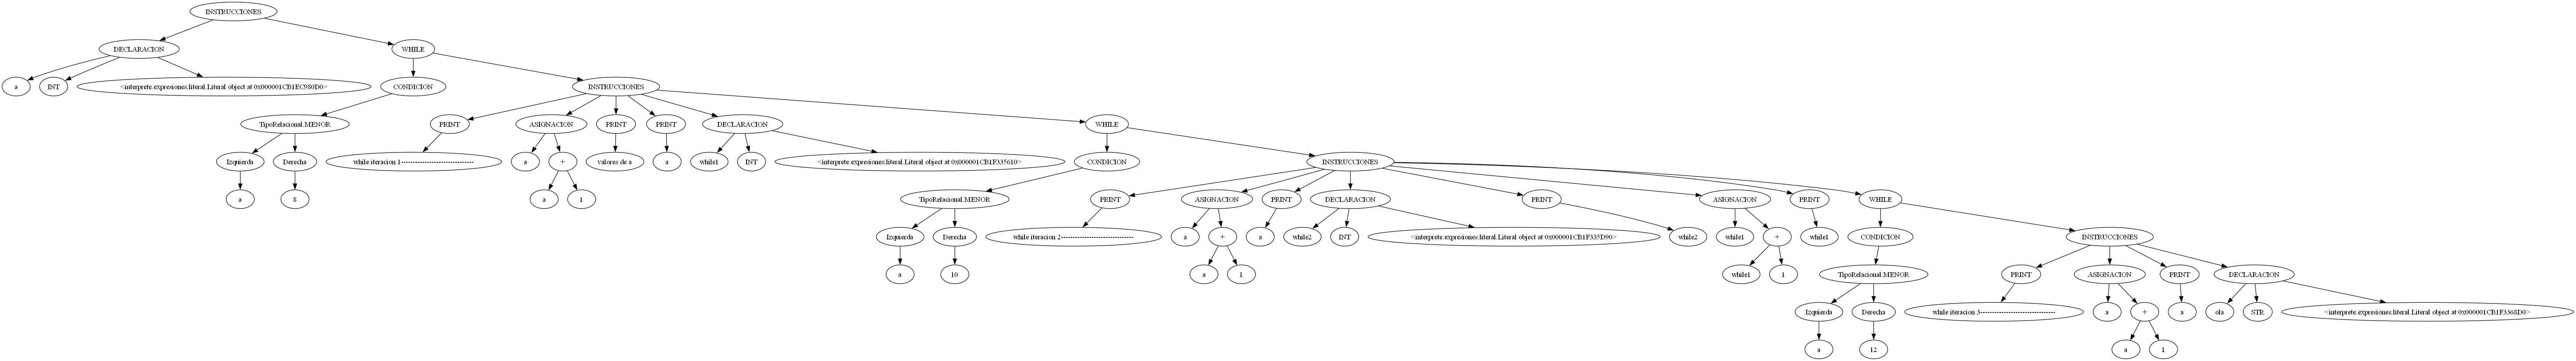 INSTRUCCIONES
DECLARACION WHILE
a INT <interprete.expresiones.literal.Literal object at 0x000001CB1EC980D0> CONDICION INSTRUCCIONES
TipoRelacional.MENOR PRINT ASIGNACION PRINT PRINT DECLARACION WHILE
Izquierda Derecha while iteracion 1------------------------------- a + valores de a a while1 INT <interprete.expresiones.literal.Literal object at 0x000001CB1F335610> CONDICION INSTRUCCIONES
a 8 a 1 TipoRelacional.MENOR PRINT ASIGNACION PRINT DECLARACION PRINT ASIGNACION PRINT WHILE
Izquierda Derecha while iteracion 2------------------------------- a + a while2 INT <interprete.expresiones.literal.Literal object at 0x000001CB1F335D90> while2 while1 + while1 CONDICION INSTRUCCIONES
a 10 a 1 while1 1 TipoRelacional.MENOR PRINT ASIGNACION PRINT DECLARACION
Izquierda Derecha while iteracion 3-------------------------------- a + a ola STR <interprete.expresiones.literal.Literal object at 0x000001CB1F3368D0>
a 12 a 1